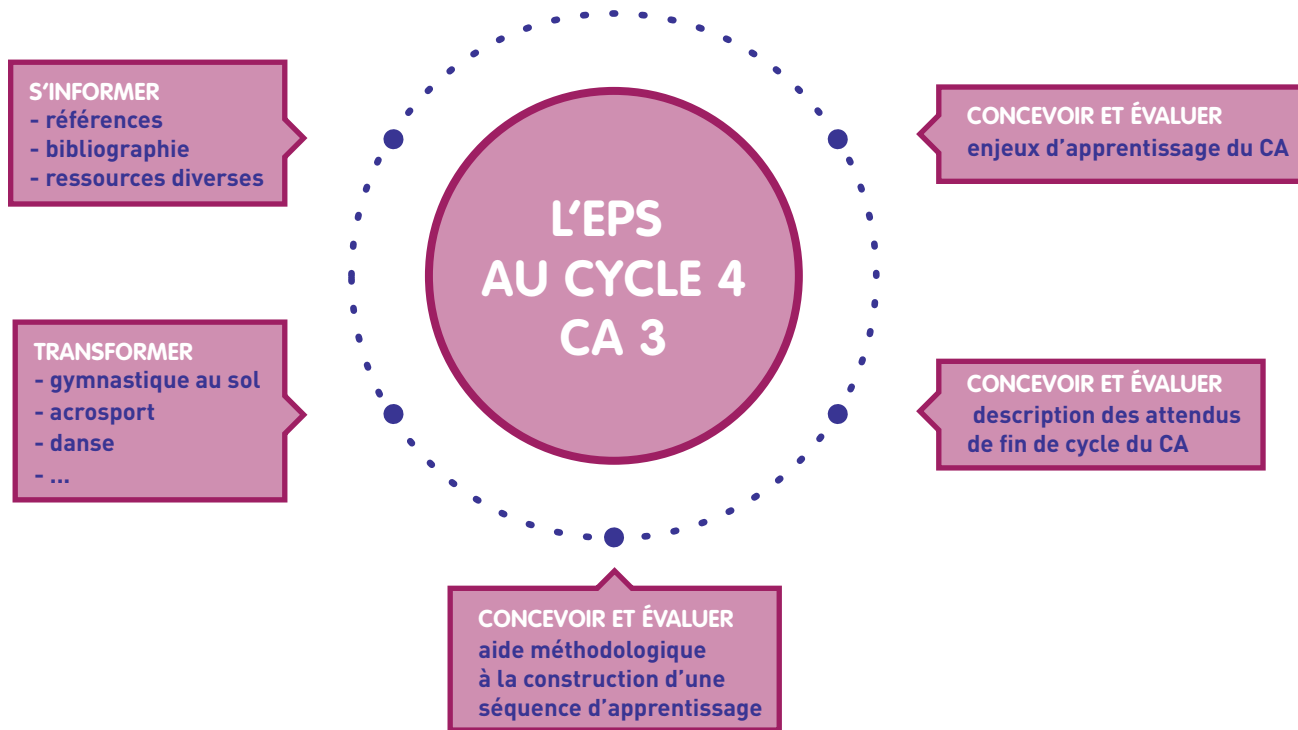 S'INFORMER
- références
- bibliographie
- ressources diverses
CONCEVOIR ET ÉVALUER
enjeux d'apprentissage du CA
L'EPS
AU CYCLE 4
CA 3
TRANSFORMER
- gymnastique au sol
- acrosport
- danse
- ...
CONCEVOIR ET ÉVALUER
description des attendus
de fin de cycle du CA
CONCEVOIR ET ÉVALUER
aide méthodologique
à la construction d'une
séquence d'apprentissage